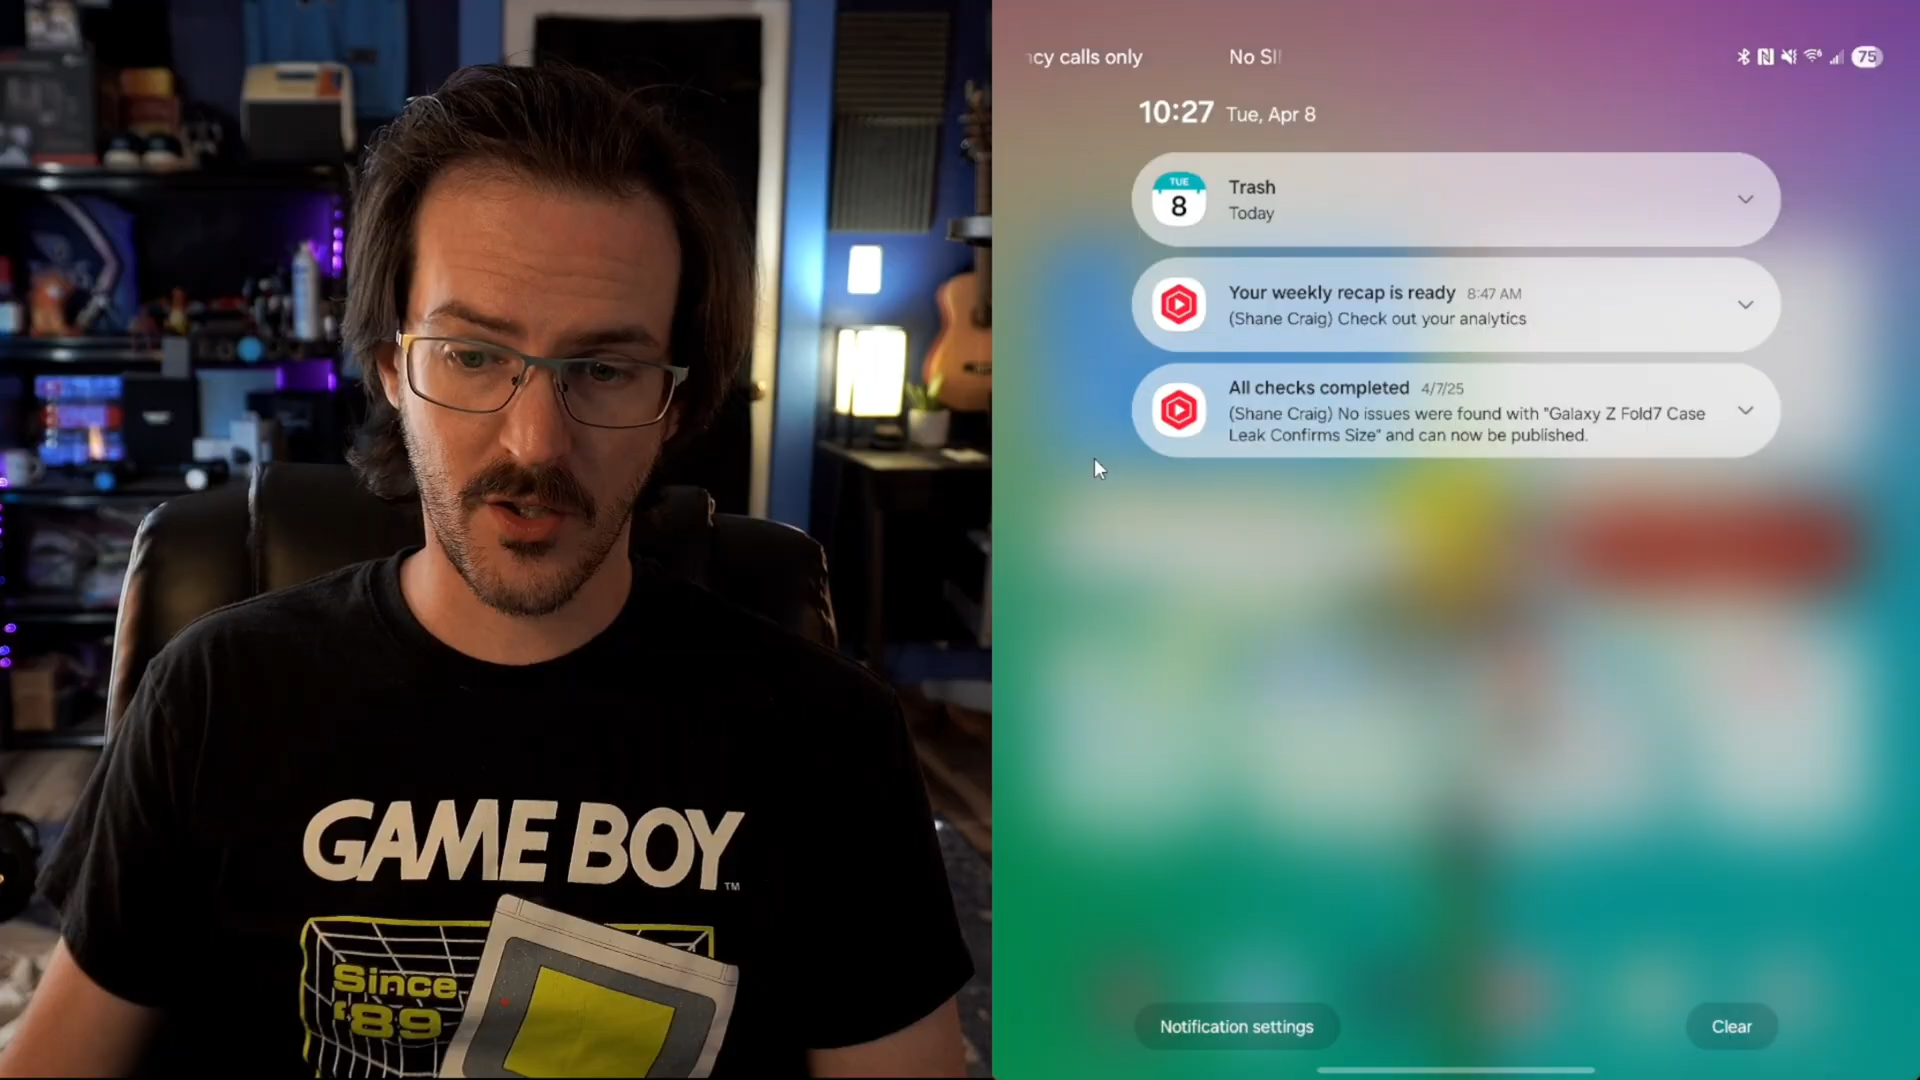 GAME BOY
TM
Since
'89
cy calls only
No SI
75
10:27 Tue, Apr 8
TUE
8
Trash
Today
Your weekly recap is ready 8:47 AM
(Shane Craig) Check out your analytics
All checks completed 4/7/25
(Shane Craig) No issues were found with "Galaxy Z Fold7 Case
Leak Confirms Size" and can now be published.
Notification settings
Clear